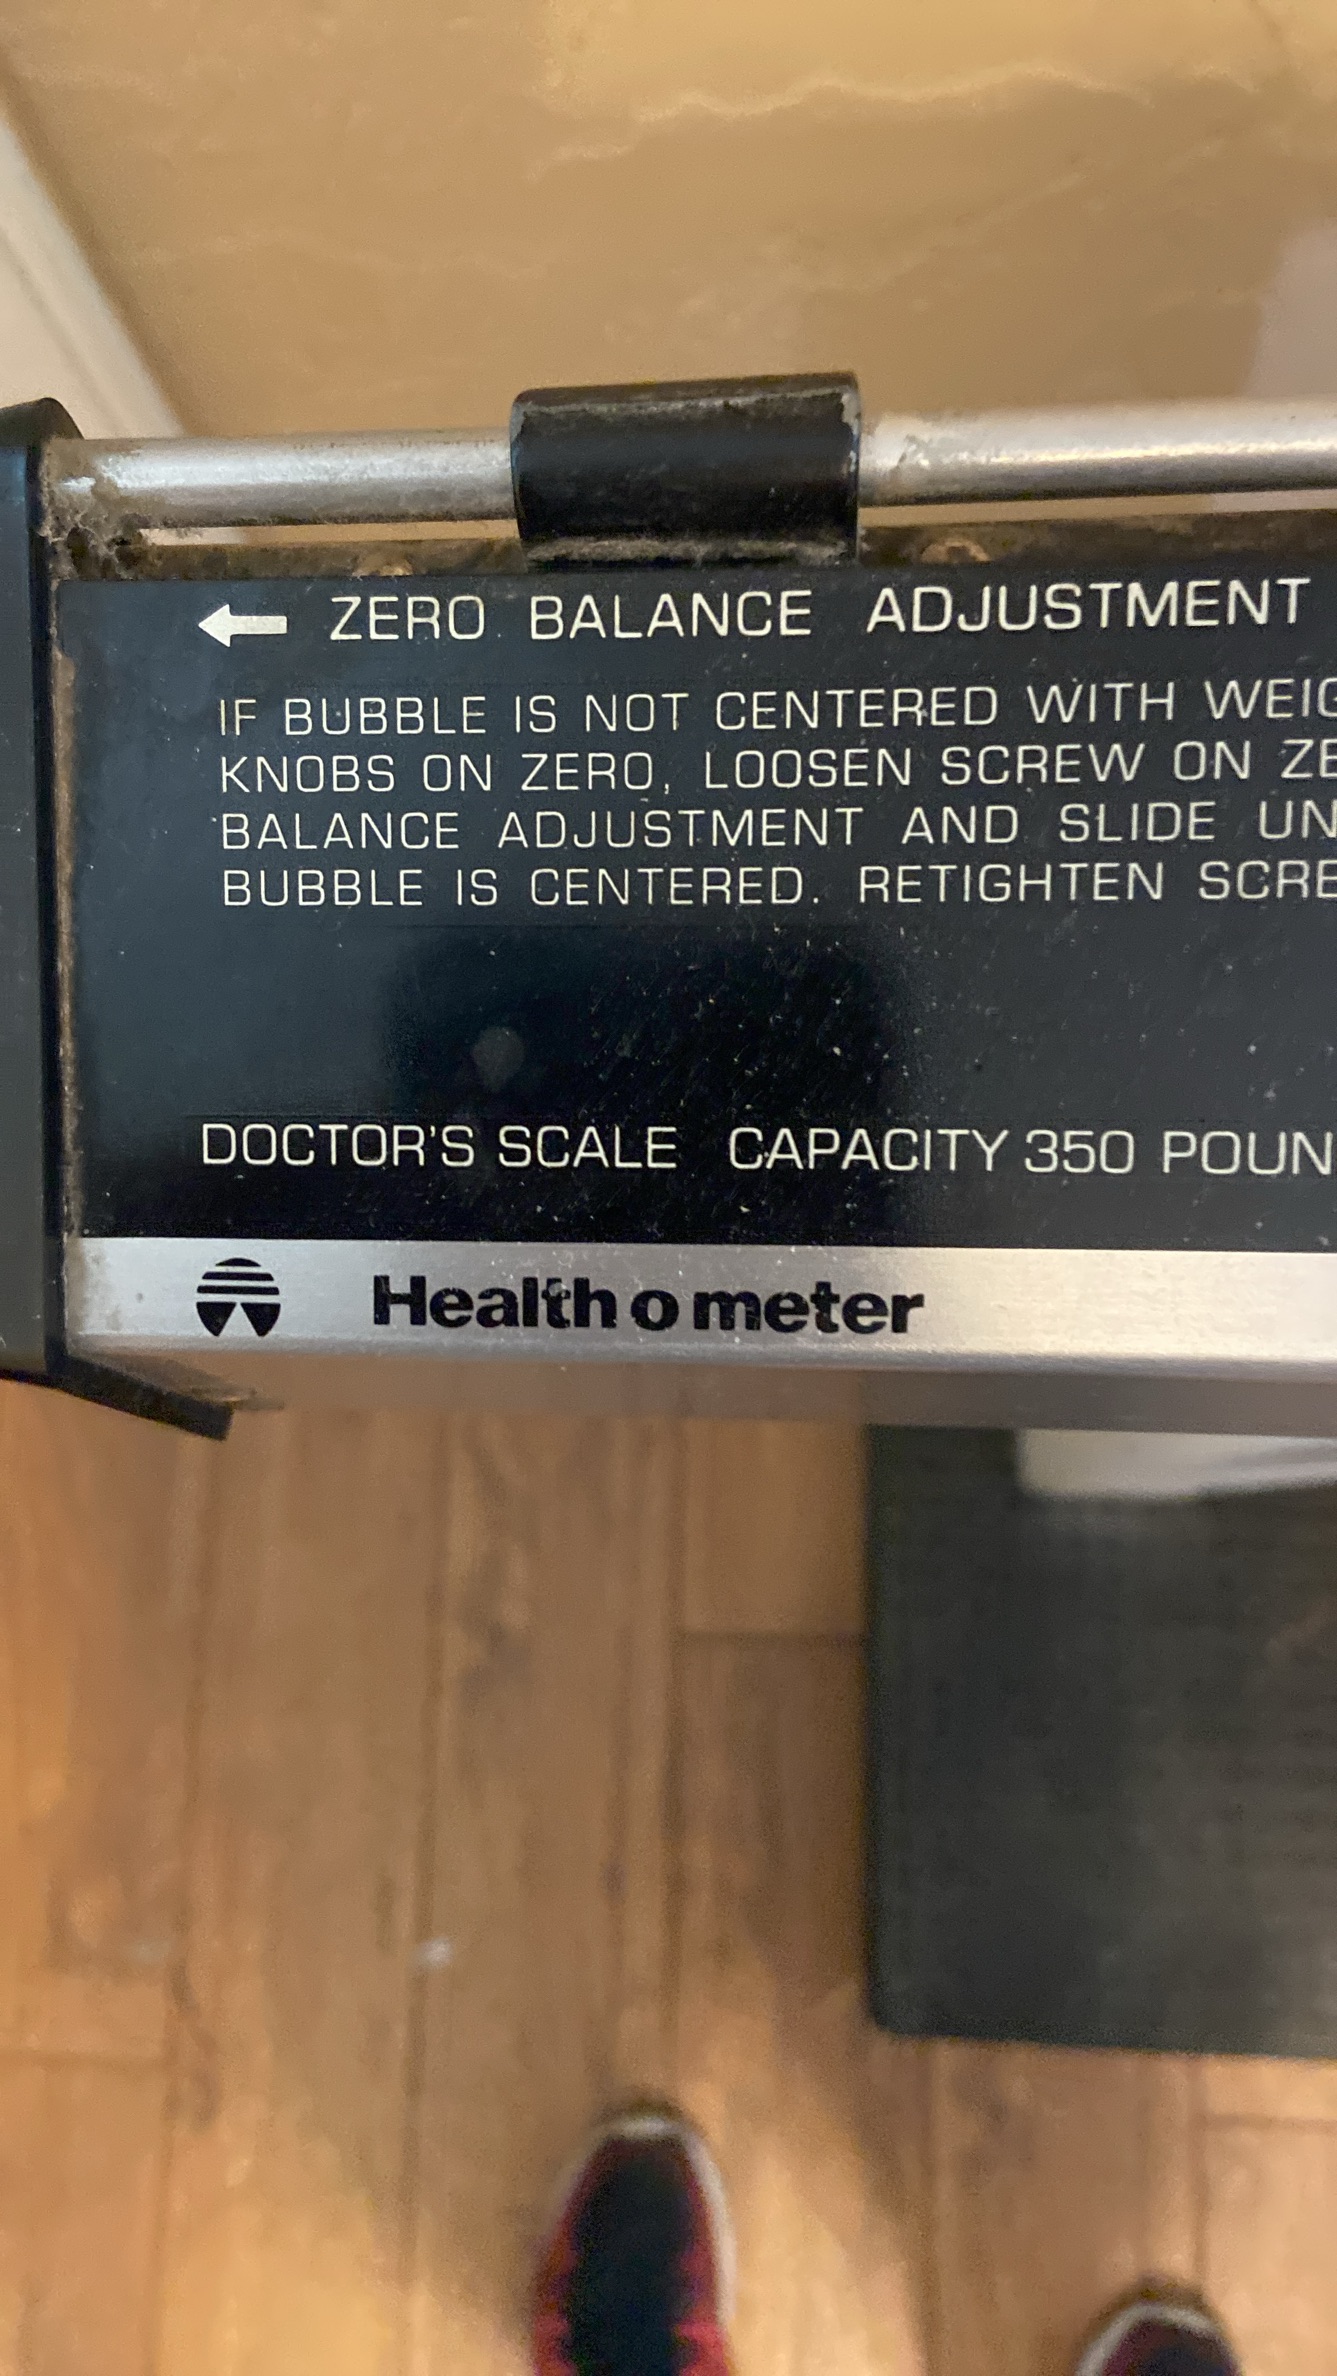 ZERO BALANCE ADJUSTMENT
IF BUBBLE IS NOT CENTERED WITH
KNOBS ON ZERO, LOOSEN SCREW ON
BALANCE ADJUSTMENT AND SLIDE
BUBBLE IS CENTERED. RETIGHTEN
DOCTOR'S SCALE CAPACITY 350
Health o meter